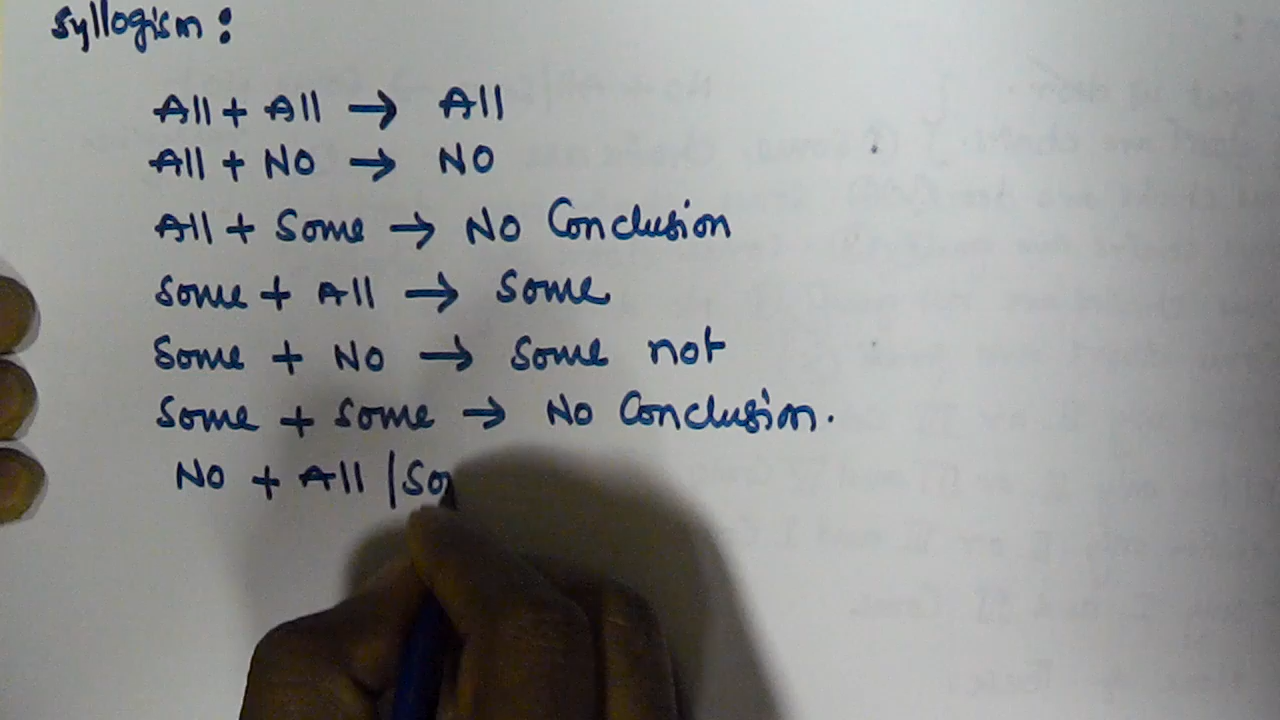 Syllogism:
All + All → All
All + NO → NO
All + Some → NO Conclusion
Some + All → Some
Some + NO → Some not
Some + Some → No Conclusion.
No + All | So